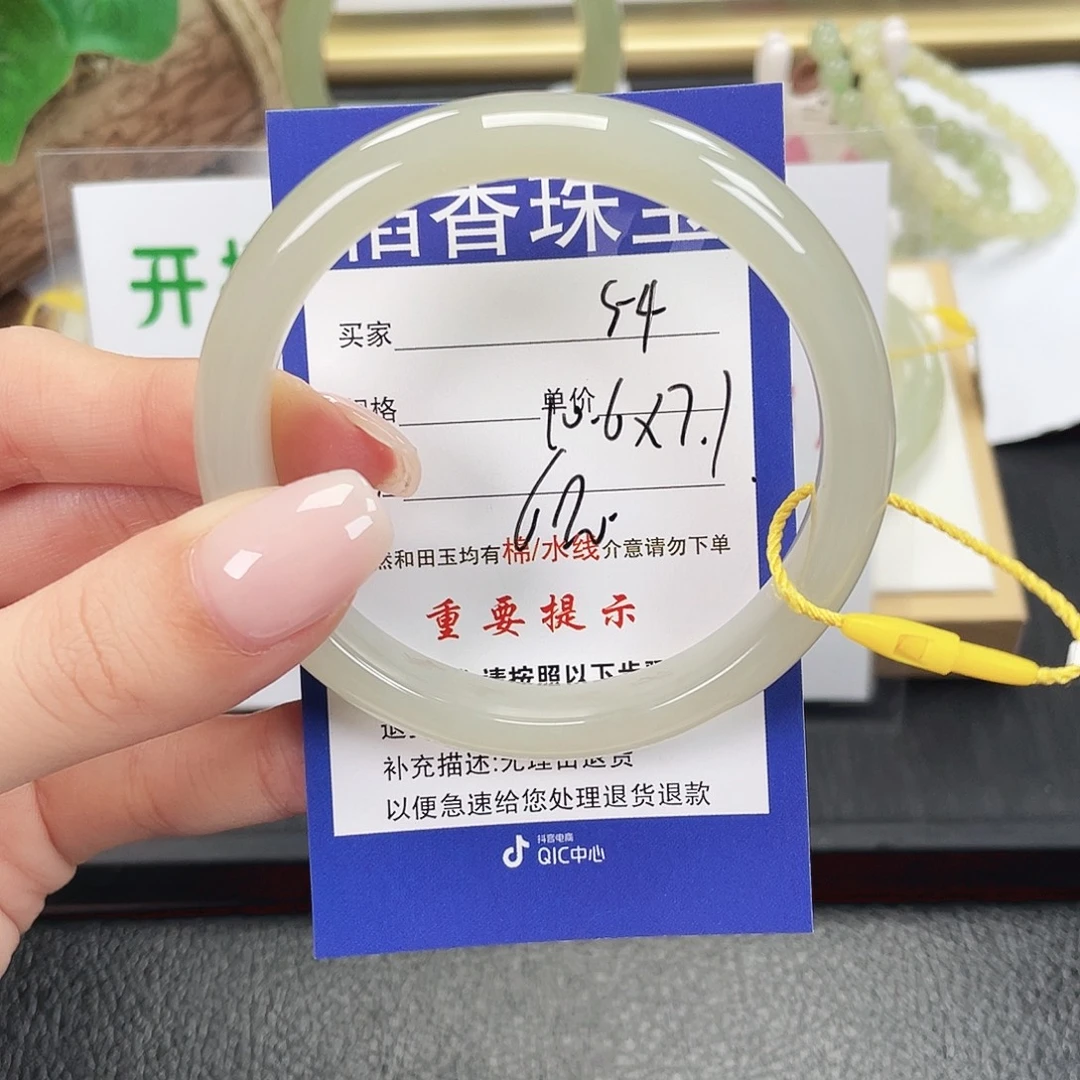 香珠宝
开
买家 54
格 单价
13.6x7.1
然和田玉均有棉/水线介意请勿下单
重要提示
请按照以下步骤
补充描述:无理由退货
以便急速给您处理退货退款
抖音电商
QIC中心